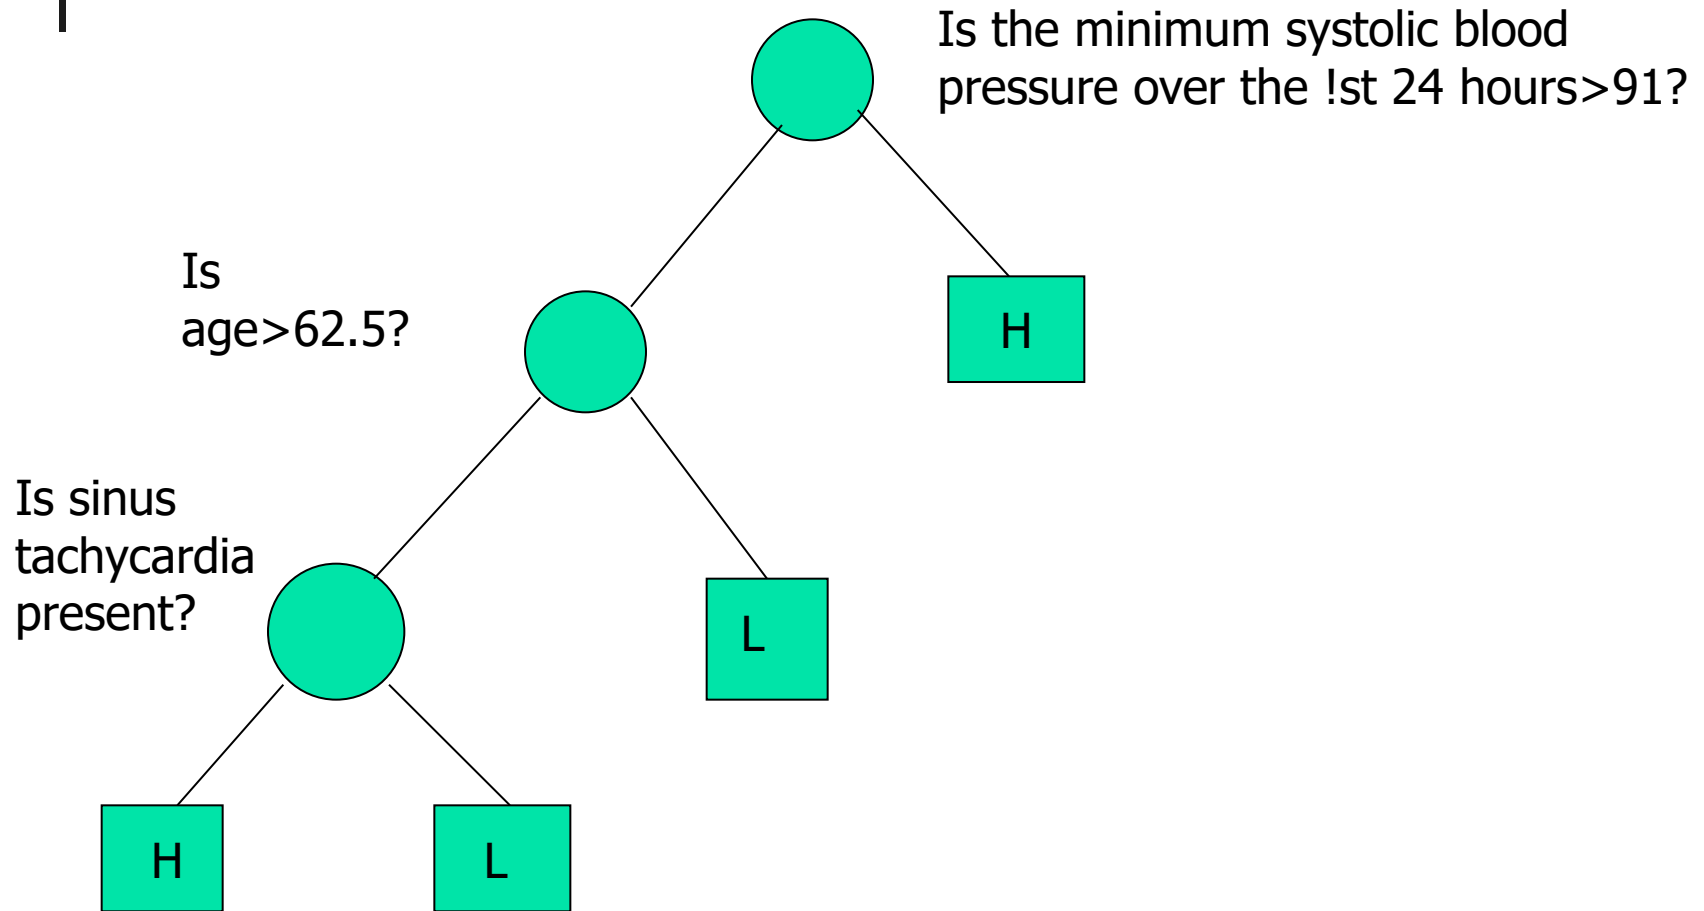 Is the minimum systolic blood
pressure over the !st 24 hours>91?
Is
age>62.5?
H
Is sinus
tachycardia
present?
L
H
L